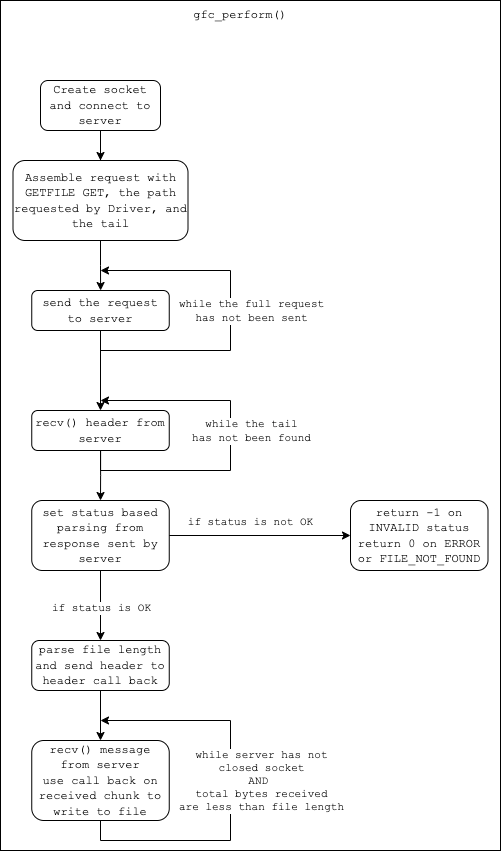 gfc_perform()
Create socket
and connect to
server
Assemble request with
GETFILE GET, the path
requested by Driver, and
the tail
send the request
to server
while the full request
has not been sent
recv() header from
server
while the tail
has not been found
set status based
parsing from
response sent by
server
if status is not OK
return -1 on
INVALID status
return 0 on ERROR
or FILE_NOT_FOUND
if status is OK
parse file length
and send header to
header call back
recv() message
from server
use call back on
received chunk to
write to file
while server has not
closed socket
AND
total bytes received
are less than file length